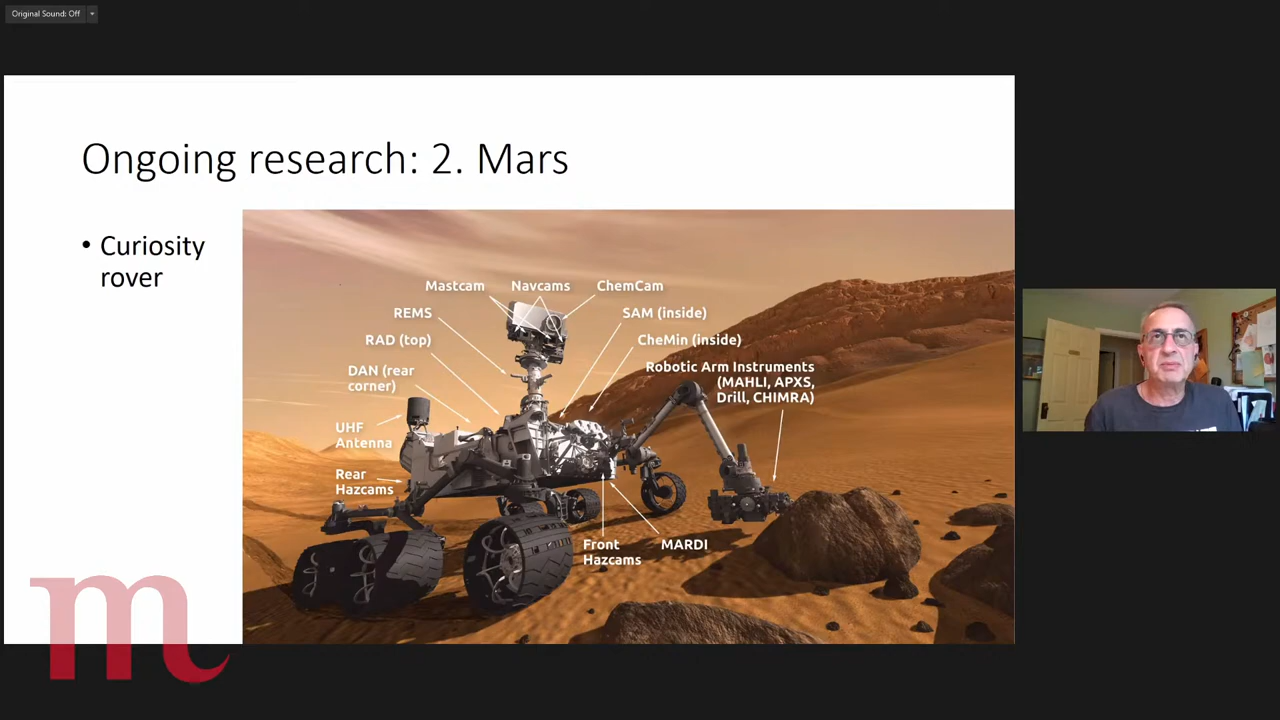 Original Sound: Off
Ongoing research: 2. Mars
• Curiosity
rover
Mastcam
Navcams
ChemCam
REMS
SAM (inside)
RAD (top)
CheMin (inside)
DAN (rear
corner)
Robotic Arm Instruments
(MAHLI, APXS,
Drill, CHIMRA)
UHF
Antenna
Rear
Hazcams
Front
Hazcams
MARDI
m